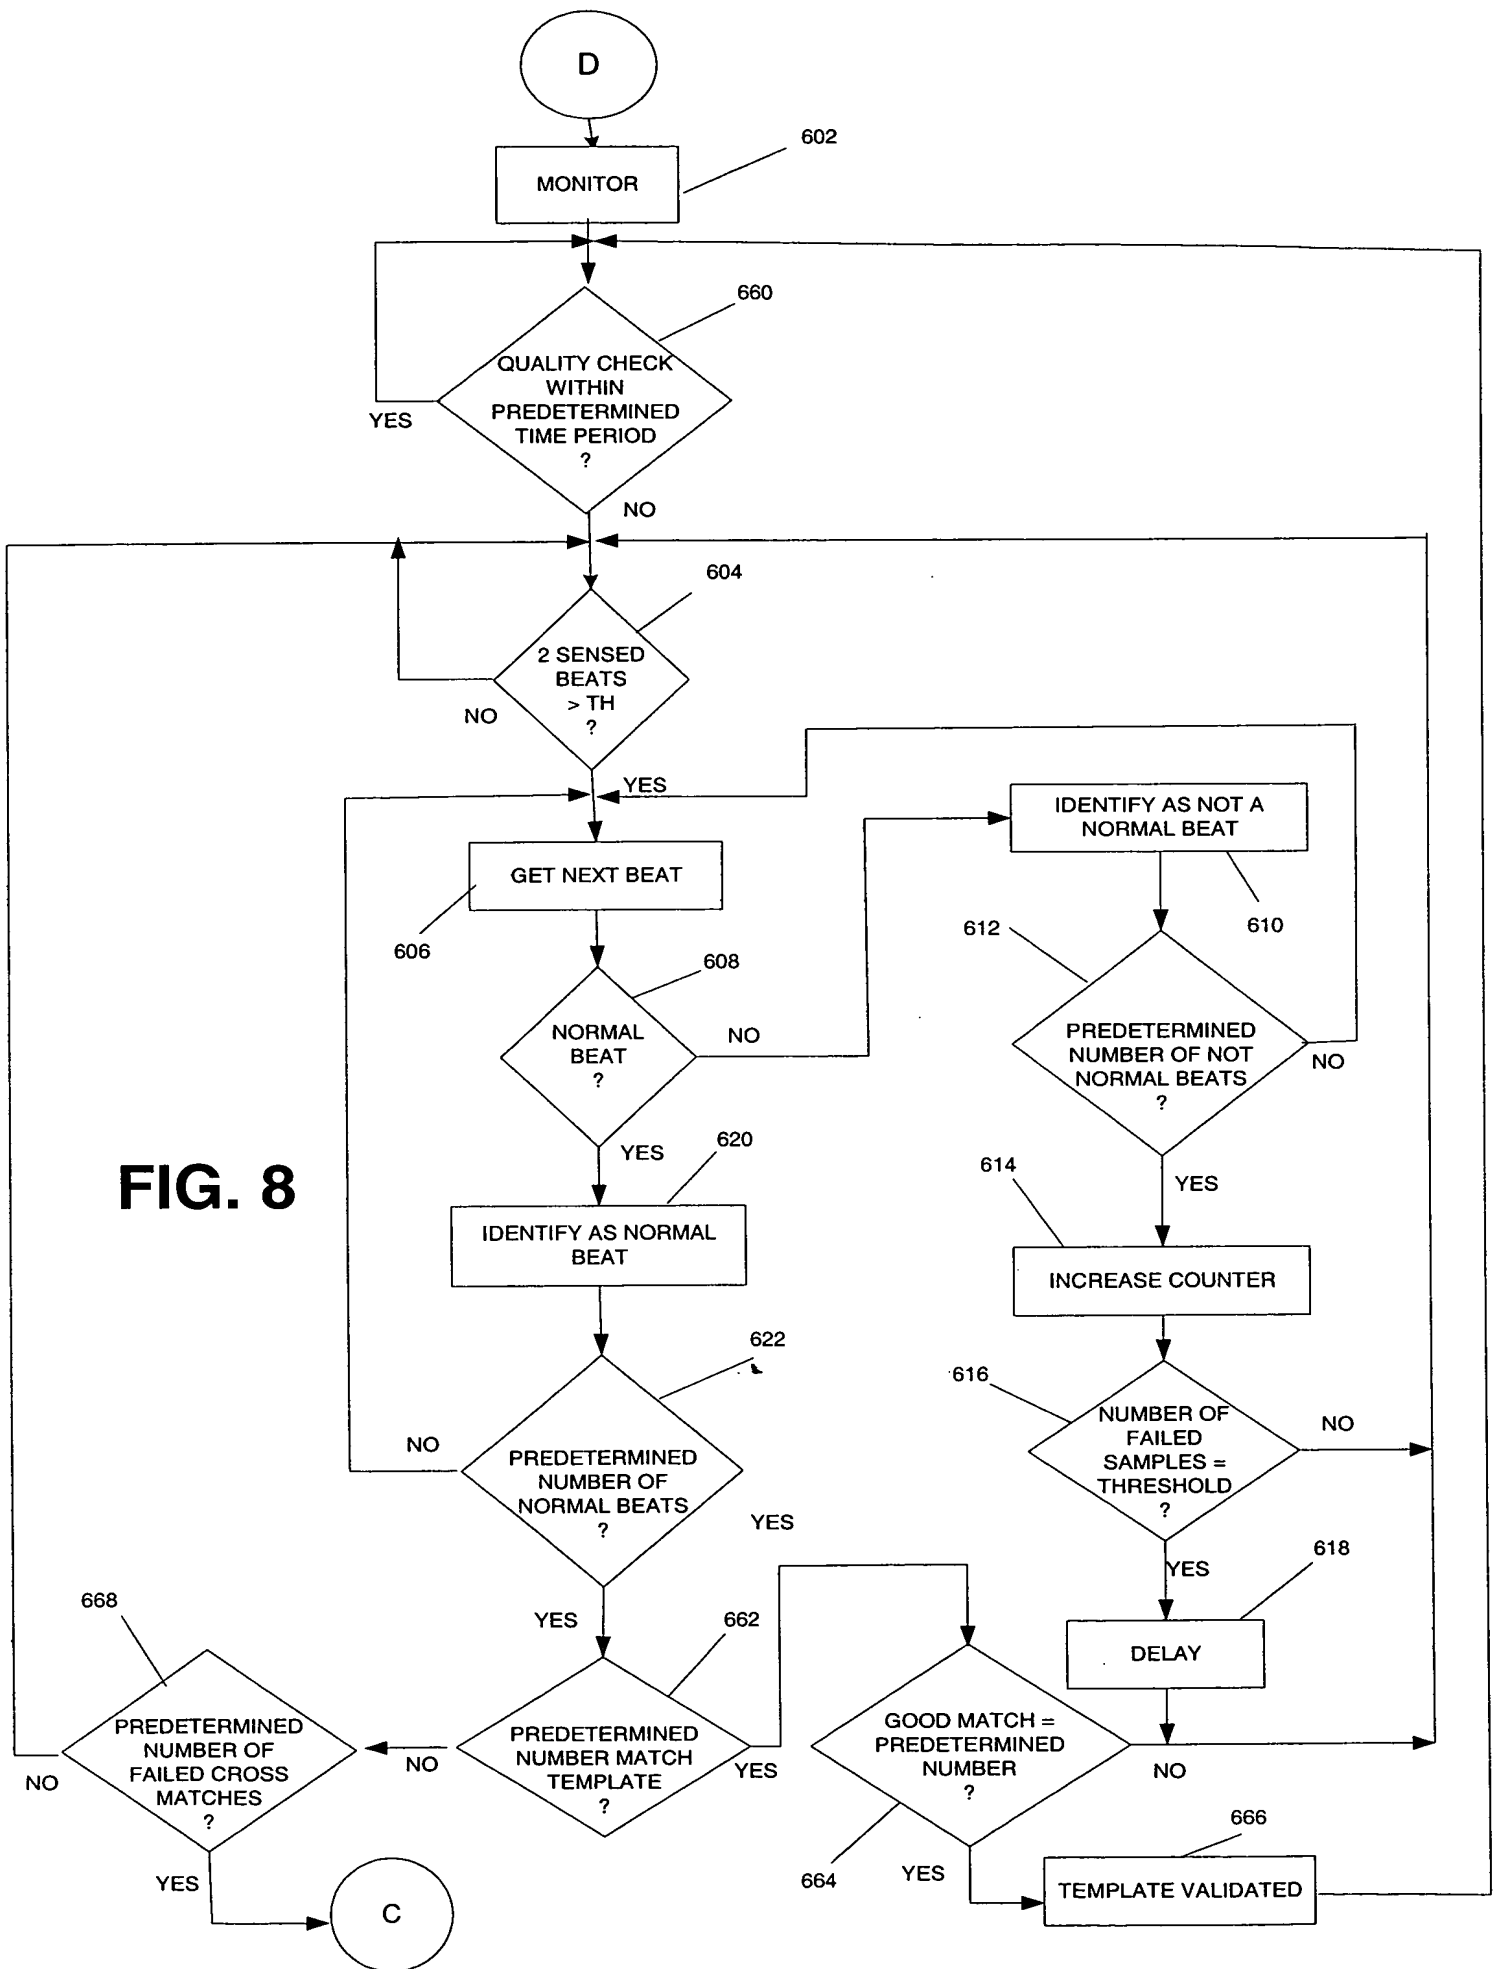 D
602
MONITOR
660
QUALITY CHECK
WITHIN
PREDETERMINED
TIME PERIOD
?
YES
NO
604
2 SENSED
BEATS
> TH
?
NO
YES
IDENTIFY AS NOT A
NORMAL BEAT
610
GET NEXT BEAT
606
612
608
NORMAL
BEAT
?
NO
PREDETERMINED
NUMBER OF NOT
NORMAL BEATS
?
NO
YES
620
614
YES
FIG. 8
IDENTIFY AS NORMAL
BEAT
INCREASE COUNTER
622
616
NUMBER OF
FAILED
SAMPLES =
THRESHOLD
?
NO
NO
PREDETERMINED
NUMBER OF
NORMAL BEATS
?
YES
618
YES
668
YES
662
DELAY
PREDETERMINED
NUMBER OF
FAILED CROSS
MATCHES
?
NO
NO
PREDETERMINED
NUMBER MATCH
TEMPLATE
?
YES
GOOD MATCH =
PREDETERMINED
NUMBER
?
NO
664
666
YES
YES
TEMPLATE VALIDATED
C